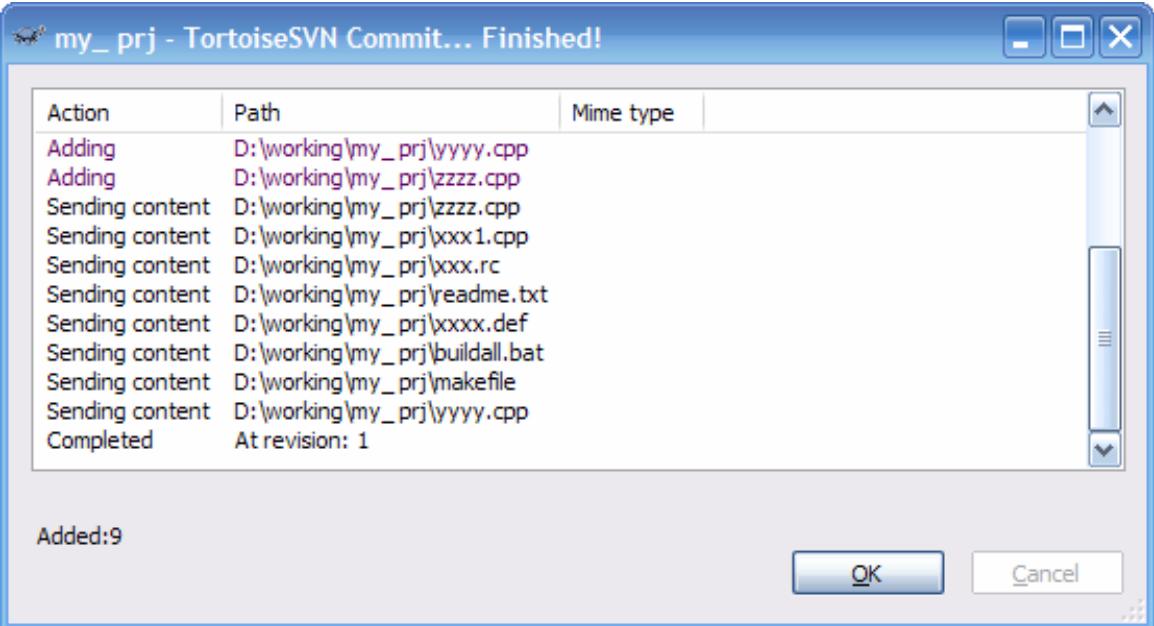 my_ prj - TortoiseSVN Commit... Finished!
Action Path Mime type
Adding D:\working\my_ prj\yyyy.cpp
Adding D:\working\my_ prj\zzzz.cpp
Sending content D:\working\my_ prj\zzzz.cpp
Sending content D:\working\my_ prj\xxx1.cpp
Sending content D:\working\my_ prj\xxx.rc
Sending content D:\working\my_ prj\readme.txt
Sending content D:\working\my_ prj\xxxx.def
Sending content D:\working\my_ prj\buildall.bat
Sending content D:\working\my_ prj\makefile
Sending content D:\working\my_ prj\yyyy.cpp
Completed At revision: 1
Added:9
OK Cancel